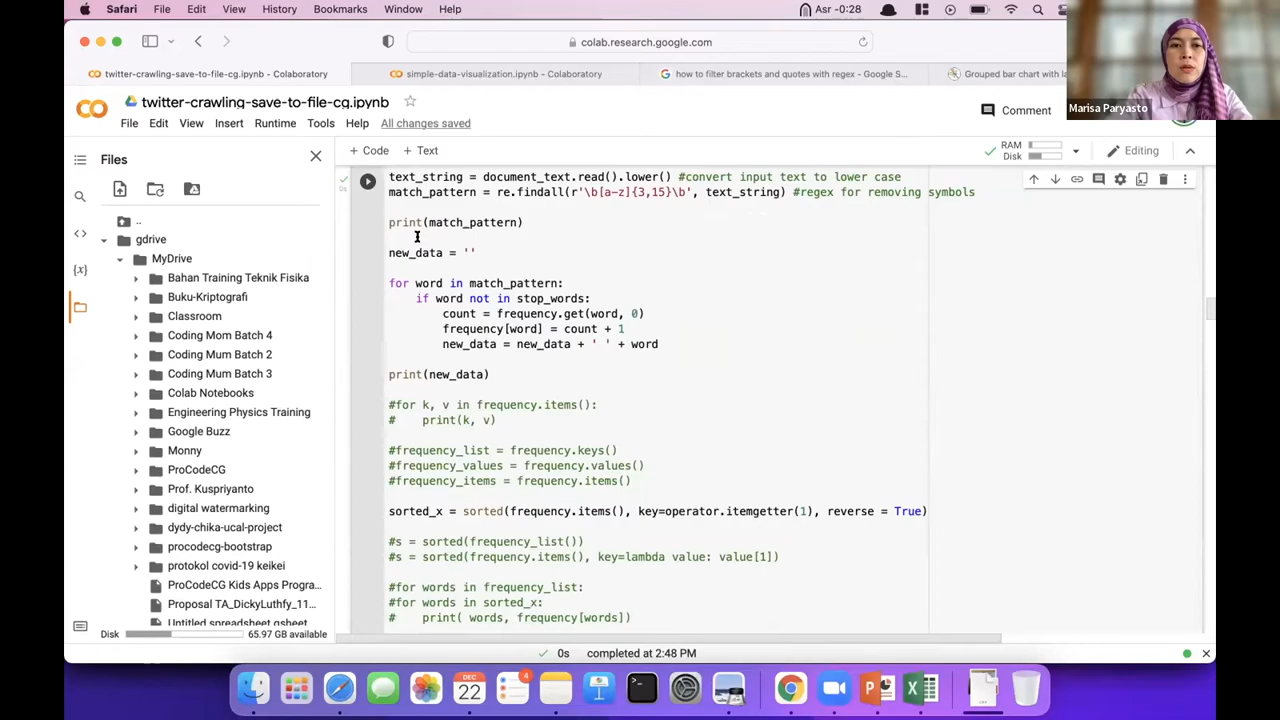 Safari File Edit View History Bookmarks Window Help
Asr -0:28
colab.research.google.com
twitter-crawling-save-to-file-cg.ipynb - Colaboratory
simple-data-visualization.ipynb - Colaboratory
how to filter brackets and quotes with regex - Google S...
Grouped bar chart with la
Marisa Paryasto
twitter-crawling-save-to-file-cg.ipynb
File Edit View Insert Runtime Tools Help All changes saved
Comment
Files
+ Code + Text
RAM
Disk
Editing
..
gdrive
MyDrive
Bahan Training Teknik Fisika
Buku-Kriptografi
Classroom
Coding Mom Batch 4
Coding Mum Batch 2
Coding Mum Batch 3
Colab Notebooks
Engineering Physics Training
Google Buzz
Monny
ProCodeCG
Prof. Kuspriyanto
digital watermarking
dydy-chika-ucal-project
procodecg-bootstrap
protokol covid-19 keikei
ProCodeCG Kids Apps Progra...
Proposal TA_DickyLuthfy_11...
Untitled spreadsheet.gsheet
Disk 65.97 GB available
0s
text_string = document_text.read().lower() #convert input text to lower case
match_pattern = re.findall(r'\b[a-z]{3,15}\b', text_string) #regex for removing symbols
print(match_pattern)
new_data = ''
for word in match_pattern:
if word not in stop_words:
count = frequency.get(word, 0)
frequency[word] = count + 1
new_data = new_data + ' ' + word
print(new_data)
#for k, v in frequency.items():
# print(k, v)
#frequency_list = frequency.keys()
#frequency_values = frequency.values()
#frequency_items = frequency.items()
sorted_x = sorted(frequency.items(), key=operator.itemgetter(1), reverse = True)
#s = sorted(frequency_list())
#s = sorted(frequency.items(), key=lambda value: value[1])
#for words in frequency_list:
#for words in sorted_x:
# print( words, frequency[words])
0s completed at 2:48 PM
DEC
22
4